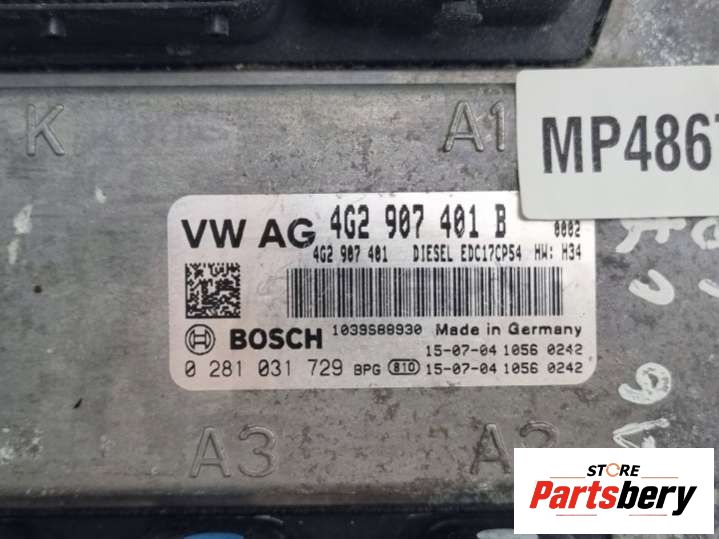 K
A1
MP4867
VW AG 4G2 907 401 B 0002
4G2 907 401 DIESEL EDC17CP54 HW: H34
BOSCH 1039S88930 Made in Germany
15-07-04 1056 0242
0 281 031 729 BPG 810 15-07-04 1056 0242
A3
A2
STORE
Partsbery